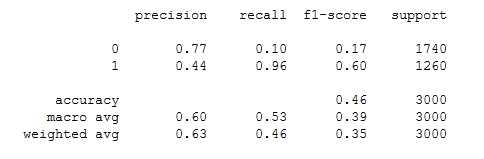 precision recall f1-score support
0 0.77 0.10 0.17 1740
1 0.44 0.96 0.60 1260
accuracy 0.46 3000
macro avg 0.60 0.53 0.39 3000
weighted avg 0.63 0.46 0.35 3000